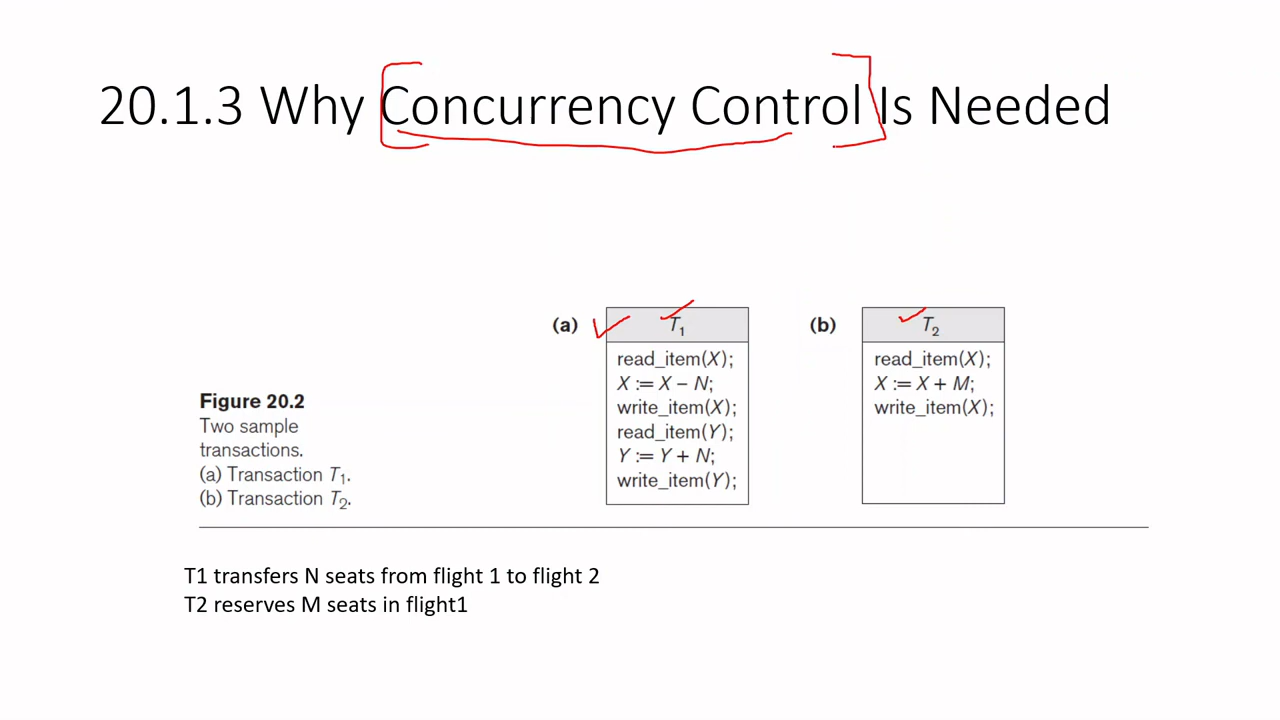 20.1.3 Why Concurrency Control Is Needed
(a)
T1
read_item(X);
X := X − N;
write_item(X);
read_item(Y);
Y := Y + N;
write_item(Y);
(b)
T2
read_item(X);
X := X + M;
write_item(X);
Figure 20.2
Two sample
transactions.
(a) Transaction T1.
(b) Transaction T2.
T1 transfers N seats from flight 1 to flight 2
T2 reserves M seats in flight1